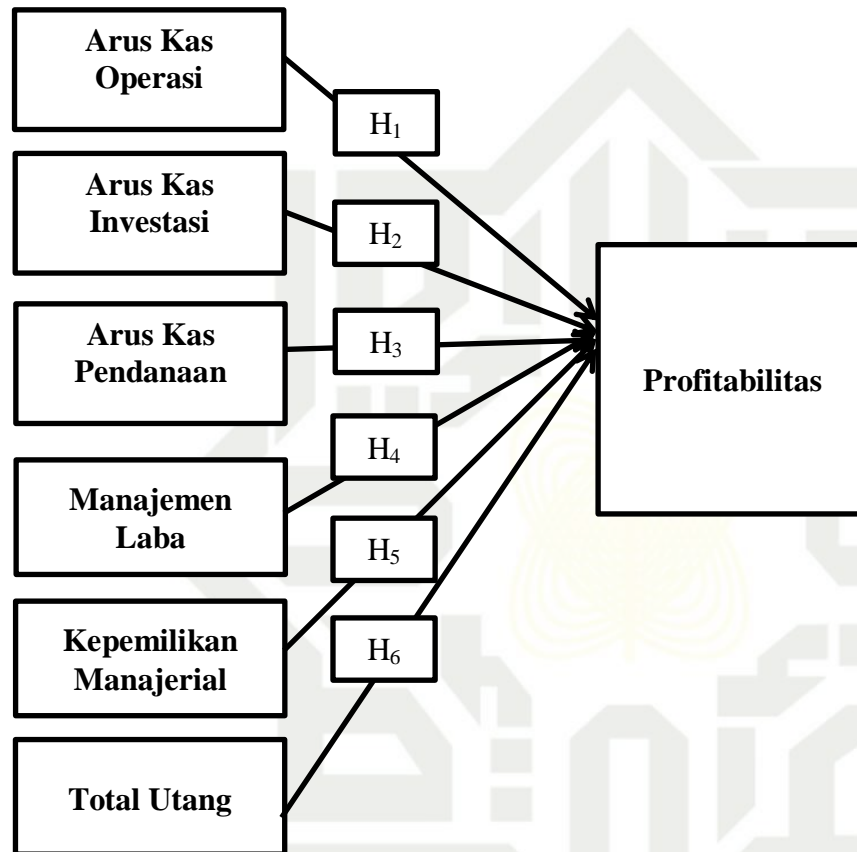 Arus Kas
Operasi
H₁
Arus Kas
Investasi
H₂
Arus Kas
Pendanaan
H₃
Profitabilitas
H₄
Manajemen
Laba
H₅
Kepemilikan
Manajerial
H₆
Total Utang